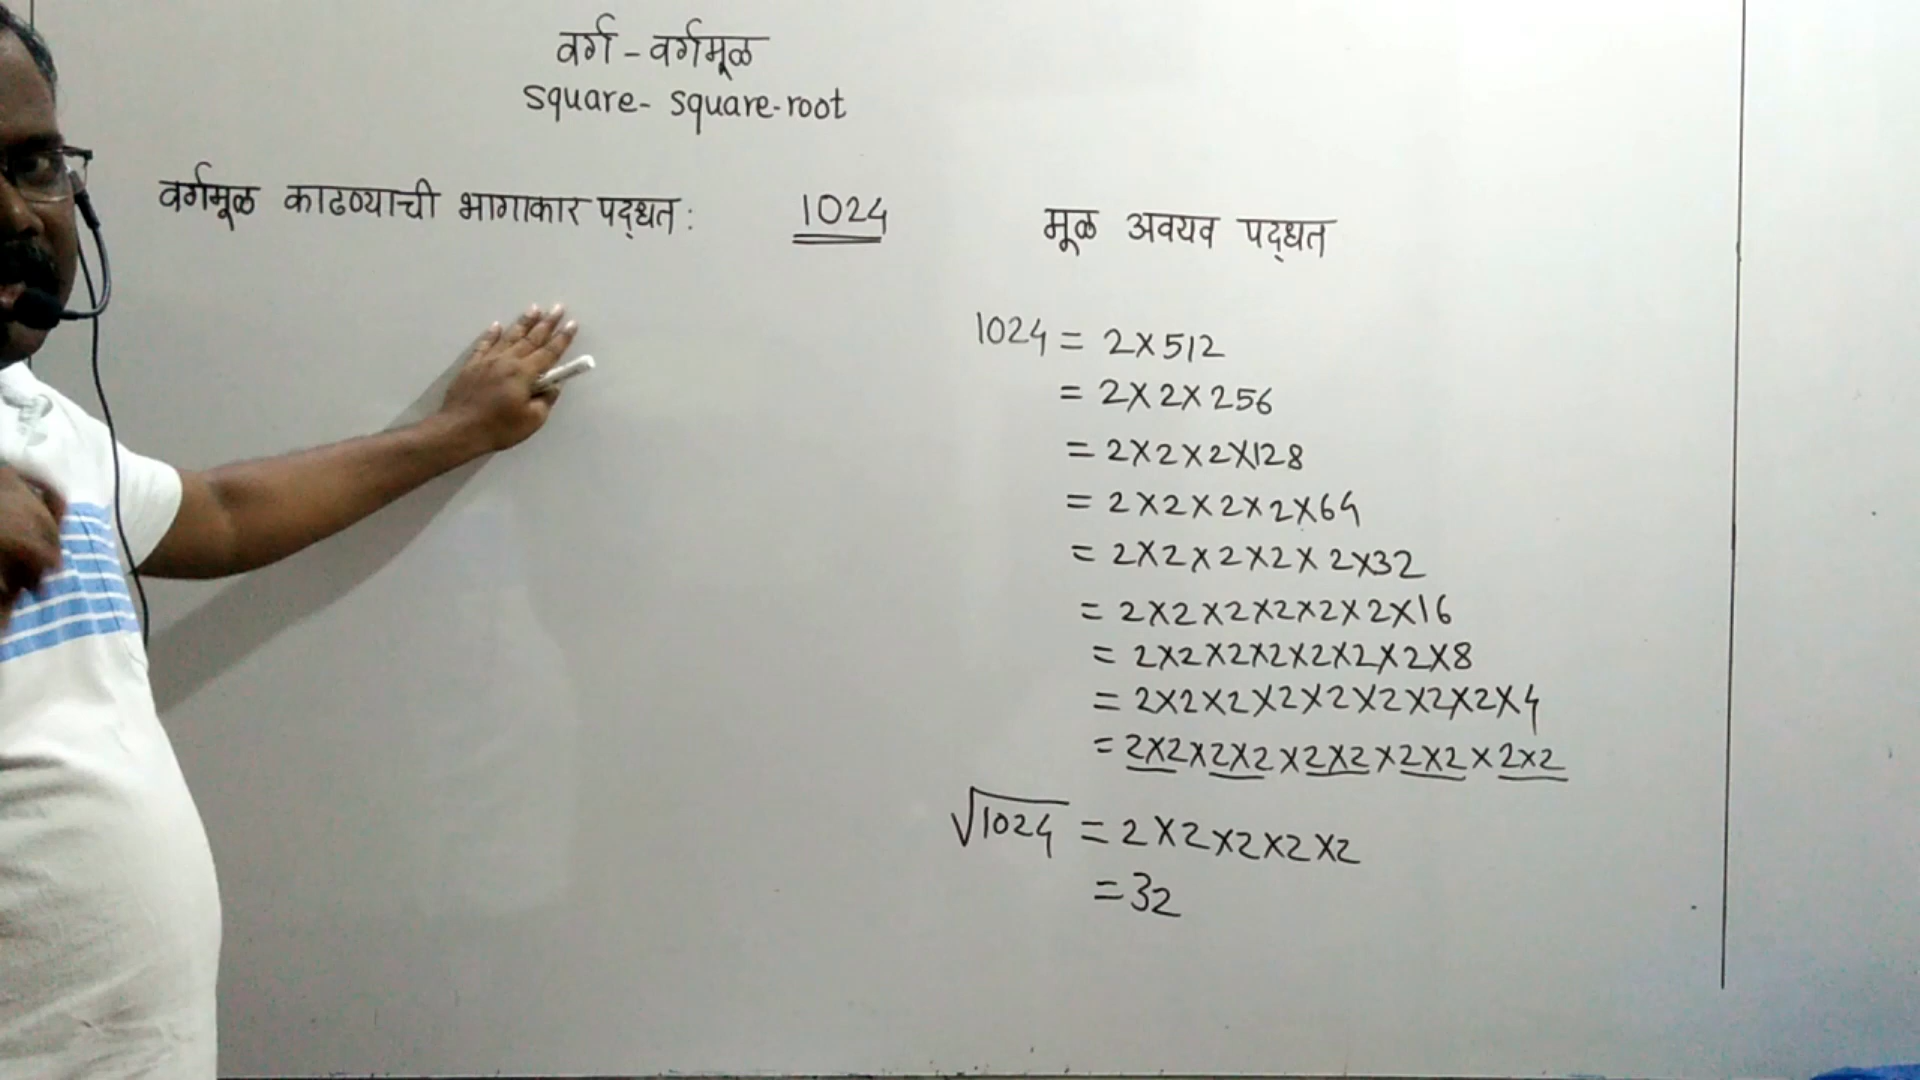 वर्ग - वर्गमूळ
square - square-root
वर्गमूळ काढण्याची भागाकार पद्धत : 1024
मूळ अवयव पद्धत
1024 = 2×512
= 2×2×256
= 2×2×2×128
= 2×2×2×2×64
= 2×2×2×2×2×32
= 2×2×2×2×2×2×16
= 2×2×2×2×2×2×2×8
= 2×2×2×2×2×2×2×2×4
= 2×2×2×2×2×2×2×2×2×2
√1024 = 2×2×2×2×2
= 32